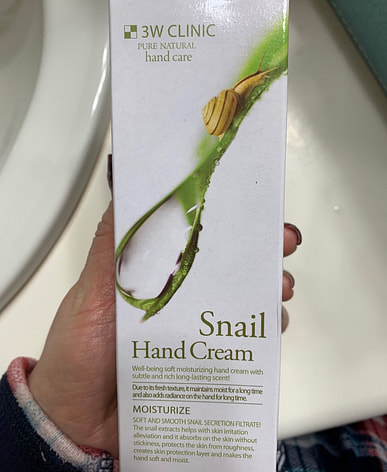 3W CLINIC
PURE NATURAL
hand care
Snail
Hand Cream
Well-being soft moisturizing hand cream with
subtle and rich long-lasting scent!
Due to its fresh texture, it maintains moist for a long time
and also adds radiance on the hand for long time.
MOISTURIZE
SOFT AND SMOOTH SNAIL SECRETION FILTRATE!
The snail extracts helps with skin irritation
alleviation and it absorbs on the skin without
stickiness, protects the skin from roughness,
creates skin protection layer and makes the
hand soft and moist.